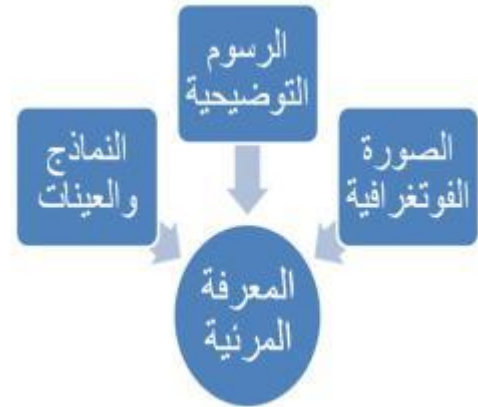 الرسوم
التوضيحية
الصورة
الفوتغرافية
النماذج
والعينات
المعرفة
المرئية